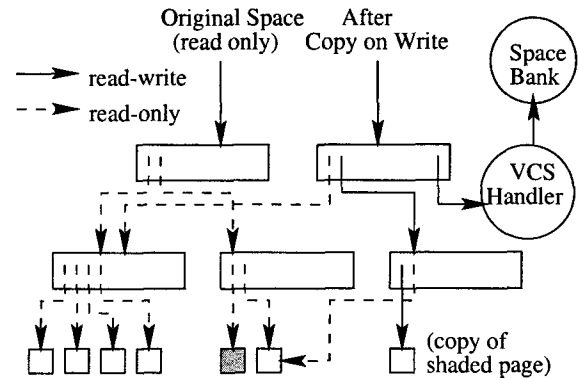 Original Space
(read only)
After
Copy on Write
Space
Bank
read-write
read-only
VCS
Handler
(copy of
shaded page)